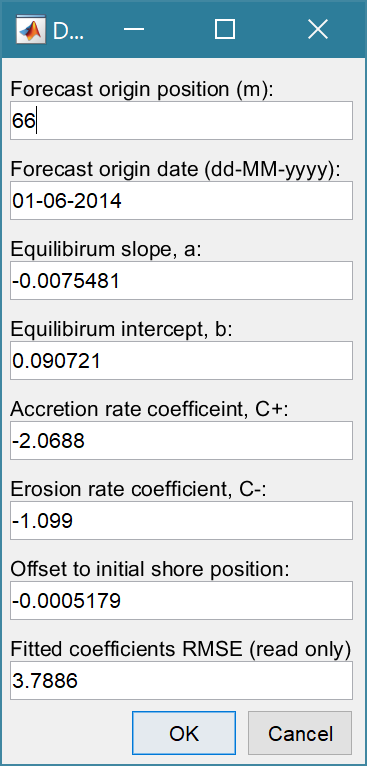 D...
Forecast origin position (m):
66
Forecast origin date (dd-MM-yyyy):
01-06-2014
Equilibirum slope, a:
-0.0075481
Equilibirum intercept, b:
0.090721
Accretion rate coefficeint, C+:
-2.0688
Erosion rate coefficient, C-:
-1.099
Offset to initial shore position:
-0.0005179
Fitted coefficients RMSE (read only)
3.7886
OK Cancel